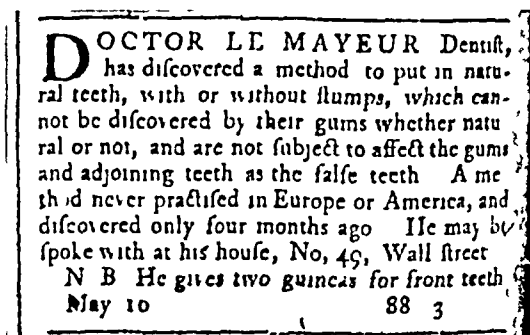 DOCTOR LE MAYEUR Dentiſt,
has diſcovered a method to put in natu-
ral teeth, with or without ſtumps, which can-
not be diſcovered by their gums whether natu
ral or not, and are not ſubject to affect the gums
and adjoining teeth as the falſe teeth A me
thod never practiſed in Europe or America, and
diſcovered only four months ago He may be
ſpoke with at his houſe, No, 49, Wall ſtreet
N B He gives two guineas for front teeth
May 10 88 3